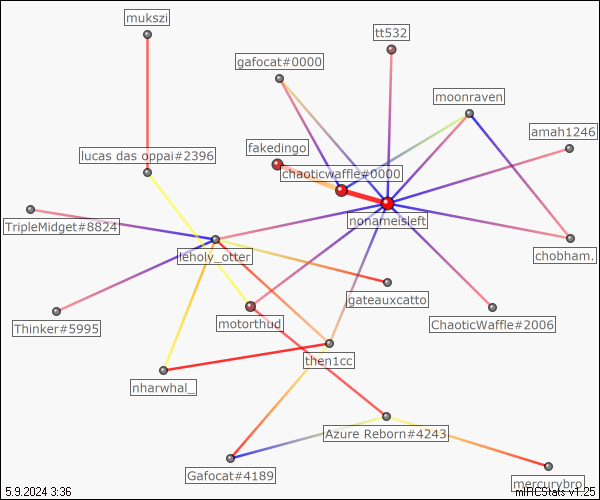 mukszi
tt532
gafocat#0000
moonraven
amah1246
fakedingo
lucas das oppai#2396
chaoticwaffle#0000
nonameisleft
TripleMidget#8824
leholy_otter
chobham.
gateauxcatto
Thinker#5995
motorthud
ChaoticWaffle#2006
then1cc
nharwhal_
Azure Reborn#4243
Gafocat#4189
mercurybro
5.9.2024 3:36
mIRCStats v1.25